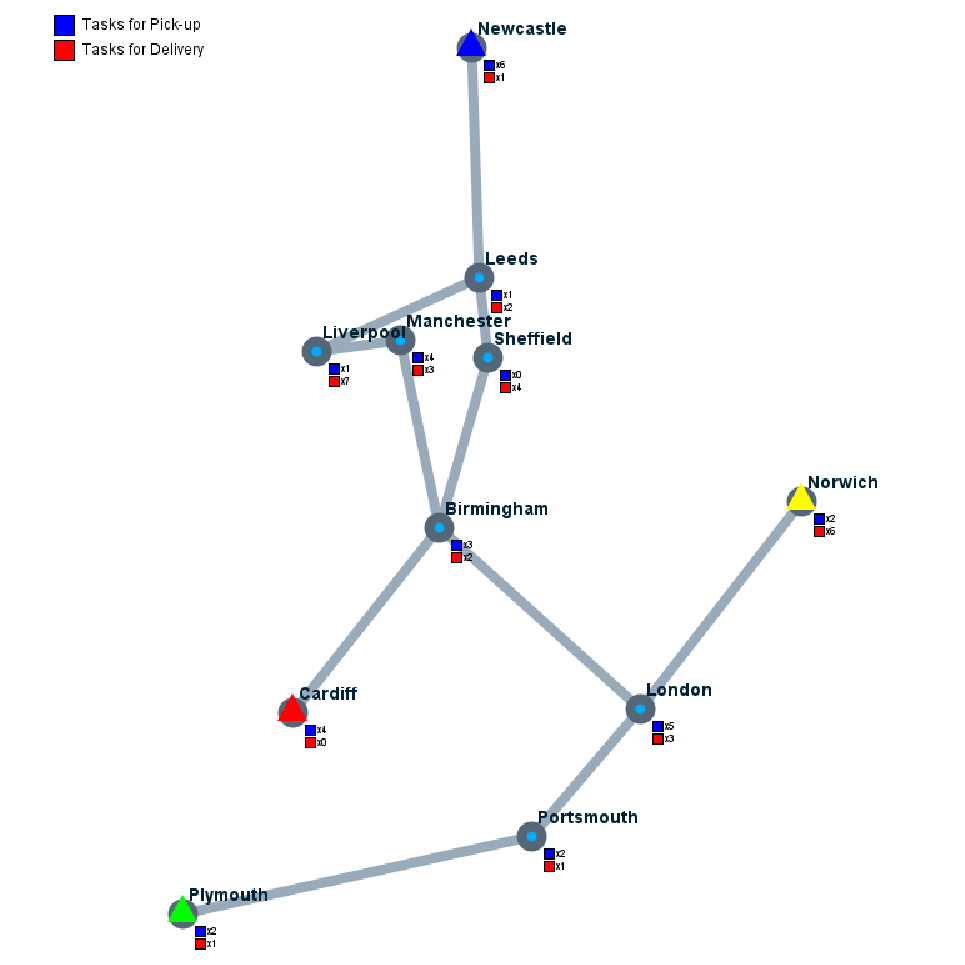 Tasks for Pick-up
Tasks for Delivery
Newcastle
x6
x1
Leeds
x1
x2
Manchester
x4
x3
Liverpool
x1
x7
Sheffield
x0
x4
Norwich
x2
x6
Birmingham
x3
x2
Cardiff
x4
x0
London
x5
x3
Portsmouth
x2
x1
Plymouth
x2
x1